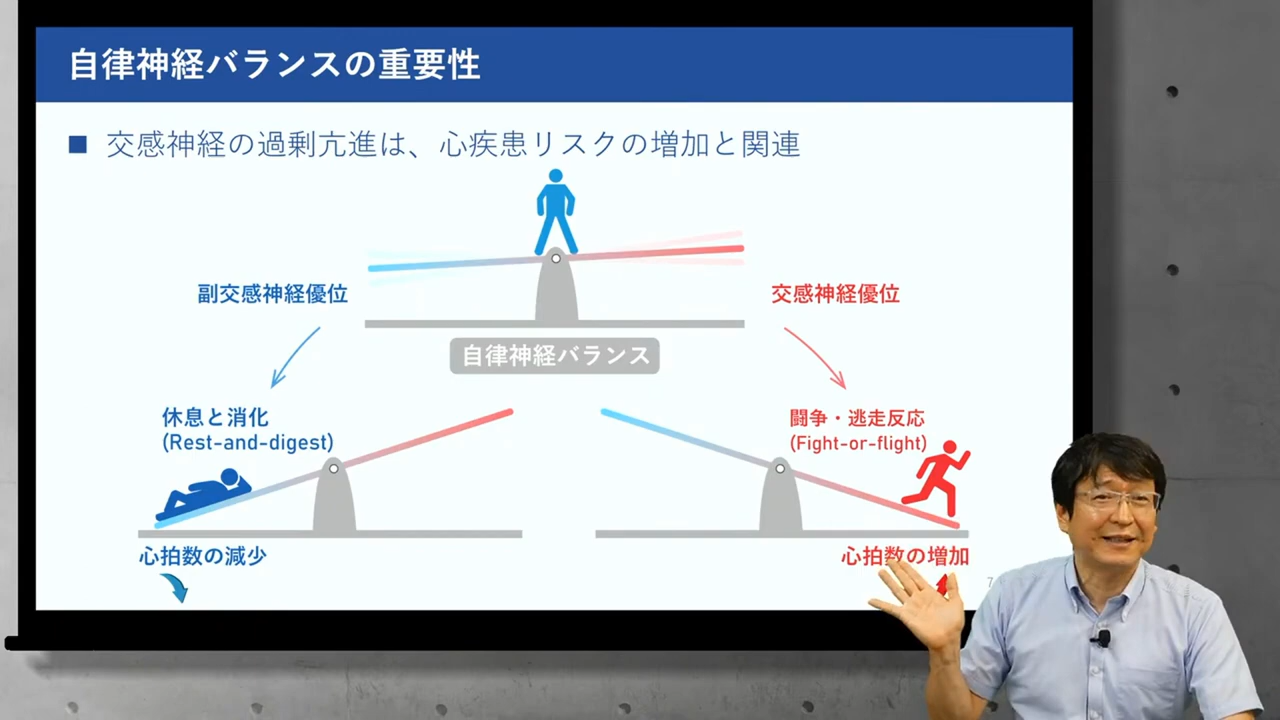 自律神経バランスの重要性
■ 交感神経の過剰亢進は、心疾患リスクの増加と関連
副交感神経優位
交感神経優位
自律神経バランス
休息と消化
(Rest-and-digest)
闘争・逃走反応
(Fight-or-flight)
心拍数の減少
心拍数の増加
7